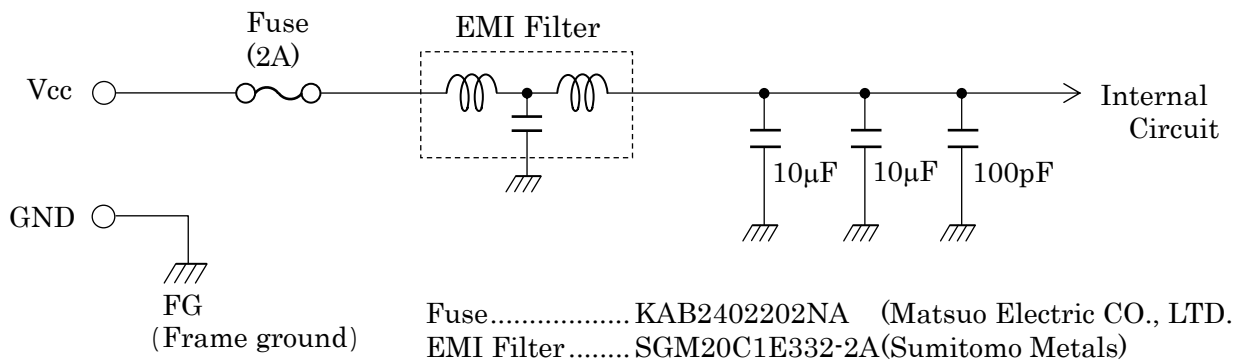 Fuse
(2A)
EMI Filter
Vcc
Internal
Circuit
10μF
10μF
100pF
GND
FG
(Frame ground)
Fuse.................. KAB2402202NA (Matsuo Electric CO., LTD.
EMI Filter........ SGM20C1E332-2A(Sumitomo Metals)